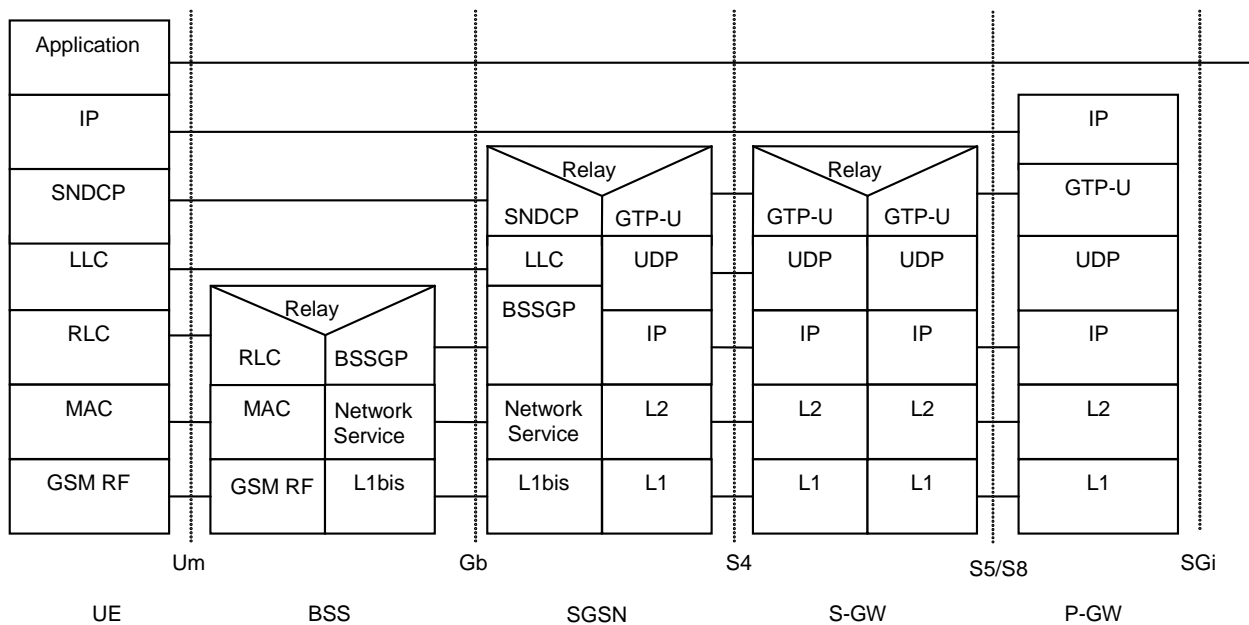 Application
IP
IP
Relay
Relay
SNDCP
GTP-U
SNDCP
GTP-U
GTP-U
GTP-U
LLC
LLC
UDP
UDP
UDP
UDP
Relay
BSSGP
RLC
IP
IP
IP
IP
RLC
BSSGP
MAC
MAC
Network
Service
Network
Service
L2
L2
L2
L2
GSM RF
GSM RF
L1bis
L1bis
L1
L1
L1
L1
Um
Gb
S4
S5/S8
SGi
UE
BSS
SGSN
S-GW
P-GW